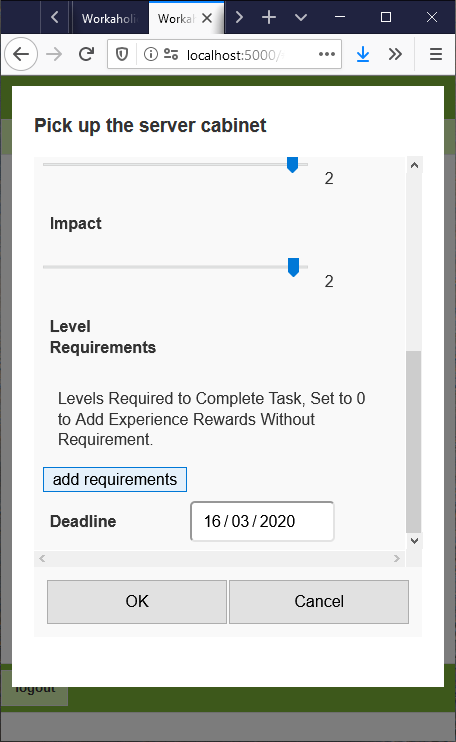 Workaholi
Worka
localhost:5000/
Pick up the server cabinet
2
Impact
2
Level
Requirements
Levels Required to Complete Task, Set to 0
to Add Experience Rewards Without
Requirement.
add requirements
Deadline
16 / 03 / 2020
OK
Cancel
logout